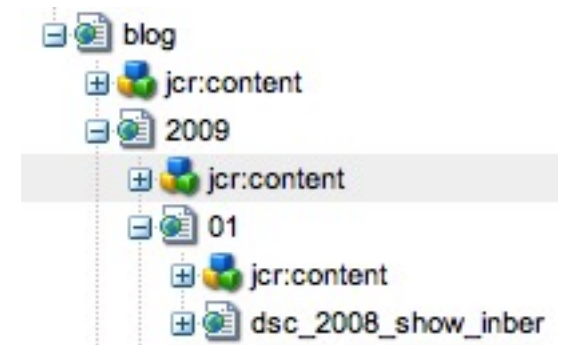 blog
jcr:content
2009
jcr:content
01
jcr:content
dsc_2008_show_inber